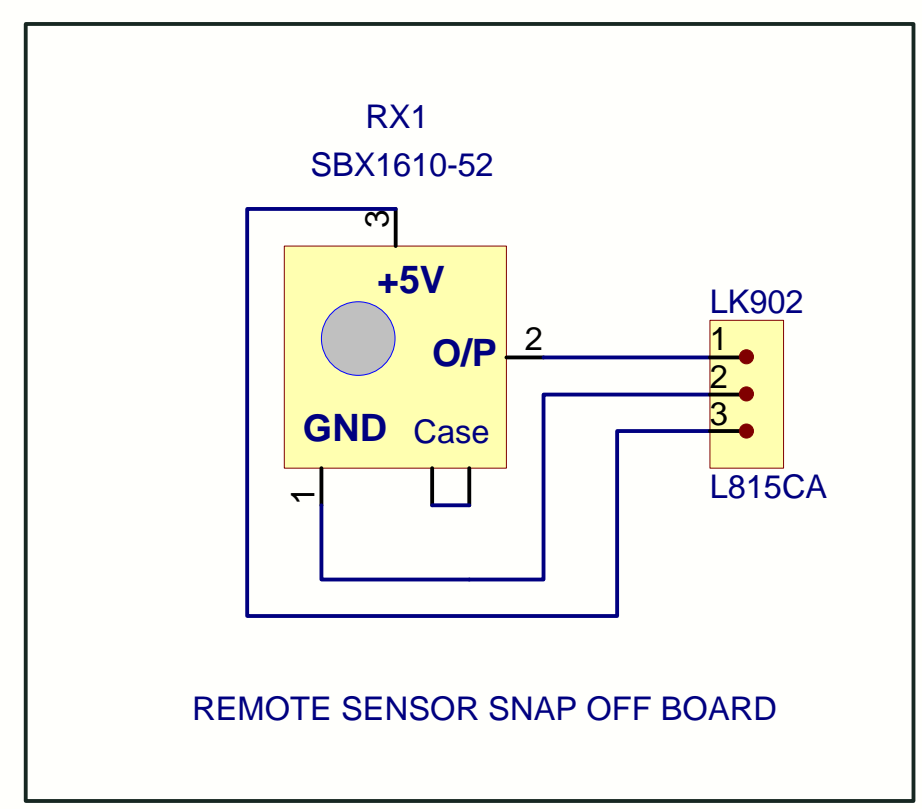 RX1
SBX1610-52
3
+5V
LK902
O/P
2
1
2
3
GND
Case
1
L815CA
REMOTE SENSOR SNAP OFF BOARD